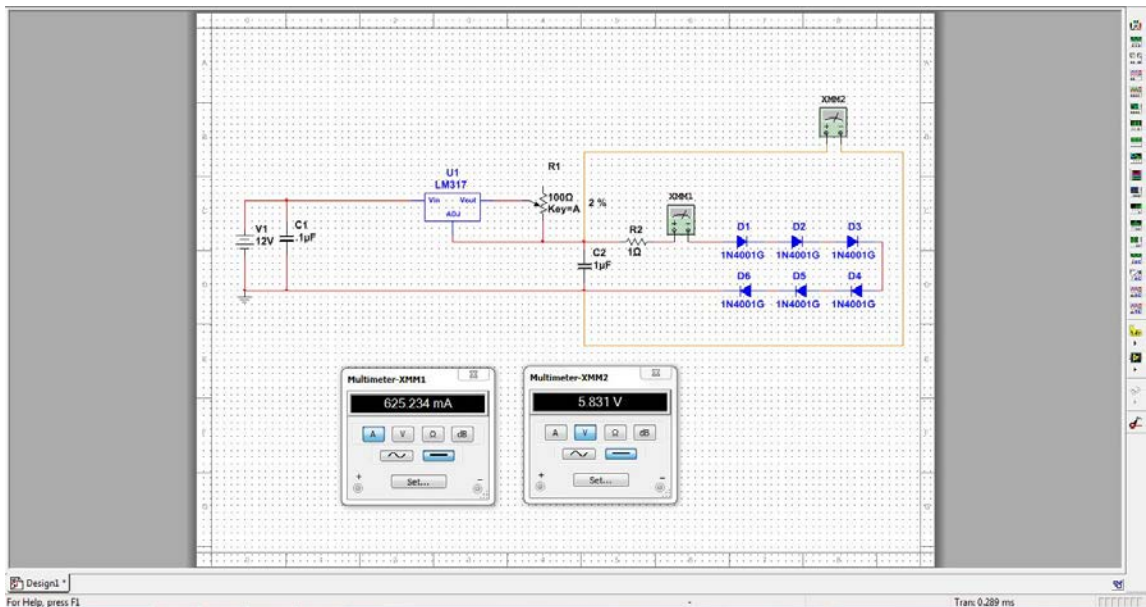 XMM2
R1
U1
LM317
Vin Vout
ADJ
100Ω
Key=A
2 %
XMM1
V1
12V
C1
.1µF
R2
1Ω
C2
1µF
D1
1N4001G
D2
1N4001G
D3
1N4001G
D6
1N4001G
D5
1N4001G
D4
1N4001G
Multimeter-XMM1
625.234 mA
A V Ω dB
+ Set... -
Multimeter-XMM2
5.831 V
A V Ω dB
+ Set... -
Design1 *
For Help, press F1
Tran: 0.289 ms